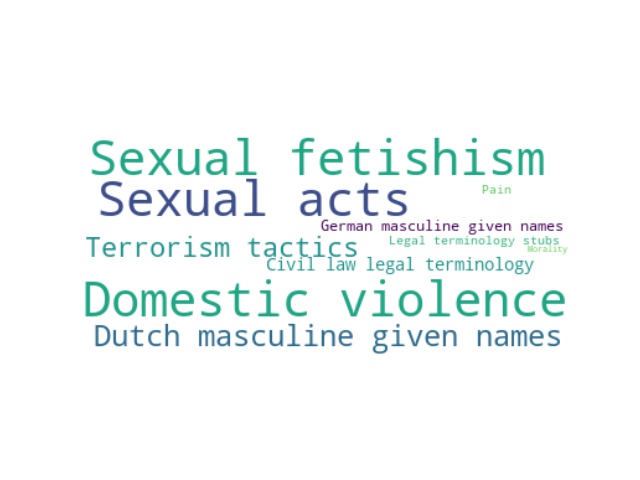 Sexual fetishism
Sexual acts
Pain
German masculine given names
Terrorism tactics
Legal terminology stubs
Morality
Civil law legal terminology
Domestic violence
Dutch masculine given names